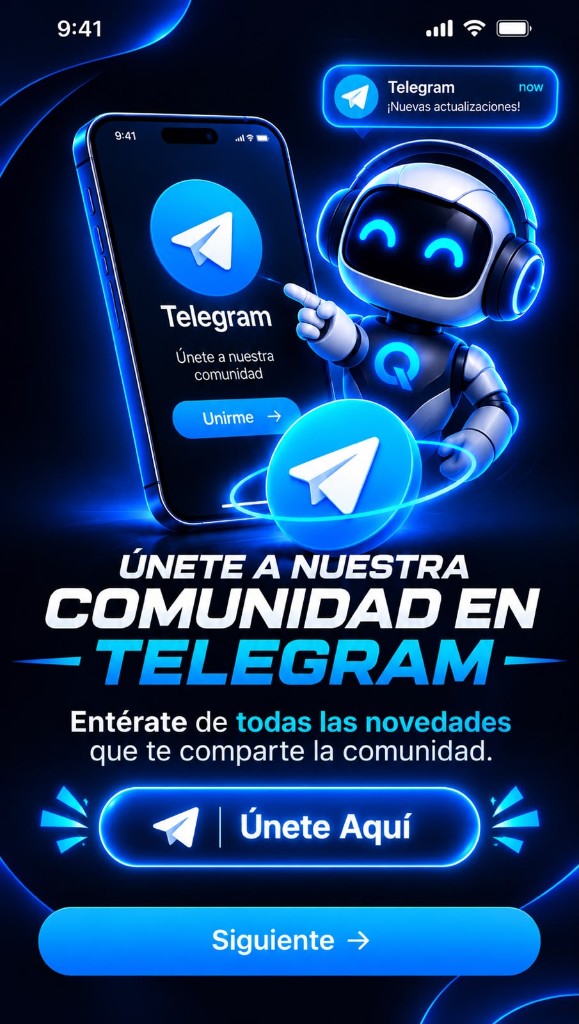 9:41
Telegram now
¡Nuevas actualizaciones!
9:41
Telegram
Únete a nuestra
comunidad
Unirme →
ÚNETE A NUESTRA
COMUNIDAD EN
TELEGRAM
Entérate de todas las novedades
que te comparte la comunidad.
Únete Aquí
Siguiente →